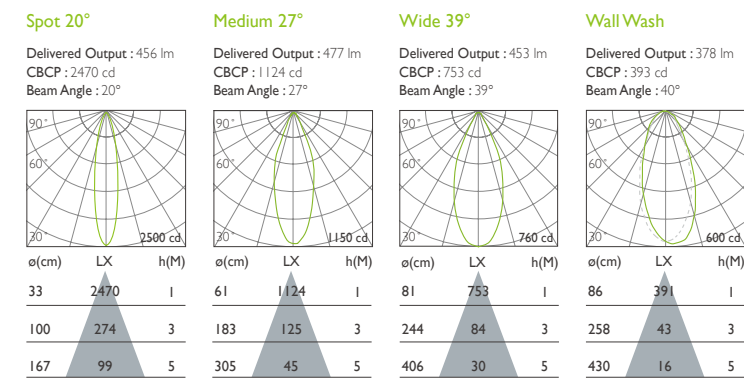 Spot 20°
Delivered Output : 456 lm
CBCP : 2470 cd
Beam Angle : 20°
90°
60°
30°
2500 cd
ø(cm) LX h(M)
33 2470 1
100 274 3
167 99 5
Medium 27°
Delivered Output : 477 lm
CBCP : 1124 cd
Beam Angle : 27°
90°
60°
30°
1150 cd
ø(cm) LX h(M)
61 1124 1
183 125 3
305 45 5
Wide 39°
Delivered Output : 453 lm
CBCP : 753 cd
Beam Angle : 39°
90°
60°
30°
760 cd
ø(cm) LX h(M)
81 753 1
244 84 3
406 30 5
Wall Wash
Delivered Output : 378 lm
CBCP : 393 cd
Beam Angle : 40°
90°
60°
30°
600 cd
ø(cm) LX h(M)
86 391 1
258 43 3
430 16 5